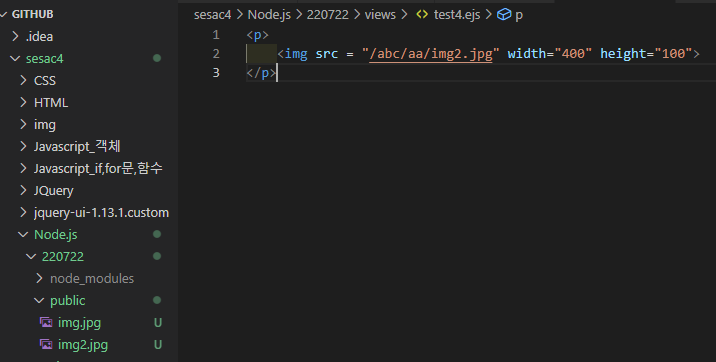 GITHUB
.idea
sesac4
CSS
HTML
img
Javascript_객체
Javascript_if,for문,함수
JQuery
jquery-ui-1.13.1.custom
Node.js
220722
node_modules
public
img.jpg U
img2.jpg U
sesac4 > Node.js > 220722 > views > <> test4.ejs > p
1 <p>
2 <img src = "/abc/aa/img2.jpg" width="400" height="100">
3 </p>